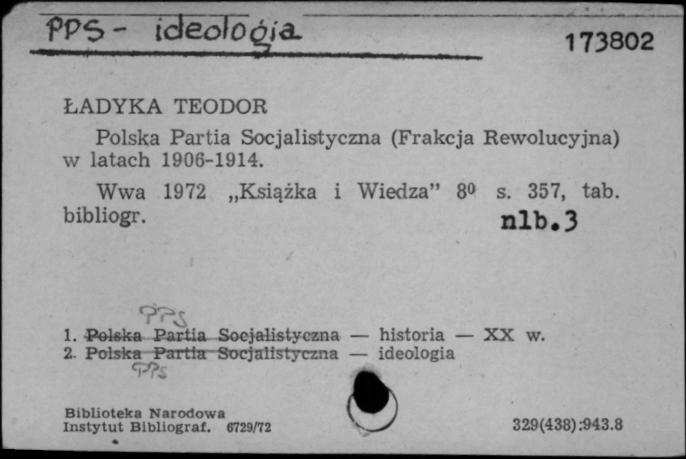 PPS - ideologia
173802
ŁADYKA TEODOR
Polska Partia Socjalistyczna (Frakcja Rewolucyjna)
w latach 1906-1914.
Wwa 1972 „Książka i Wiedza” 8º s. 357, tab.
bibliogr.
nlb.3
PPS
1. Polska Partia Socjalistyczna — historia — XX w.
2. Polska Partia Socjalistyczna — ideologia
PPS
Biblioteka Narodowa
Instytut Bibliograf. 6729/72
329(438):943.8